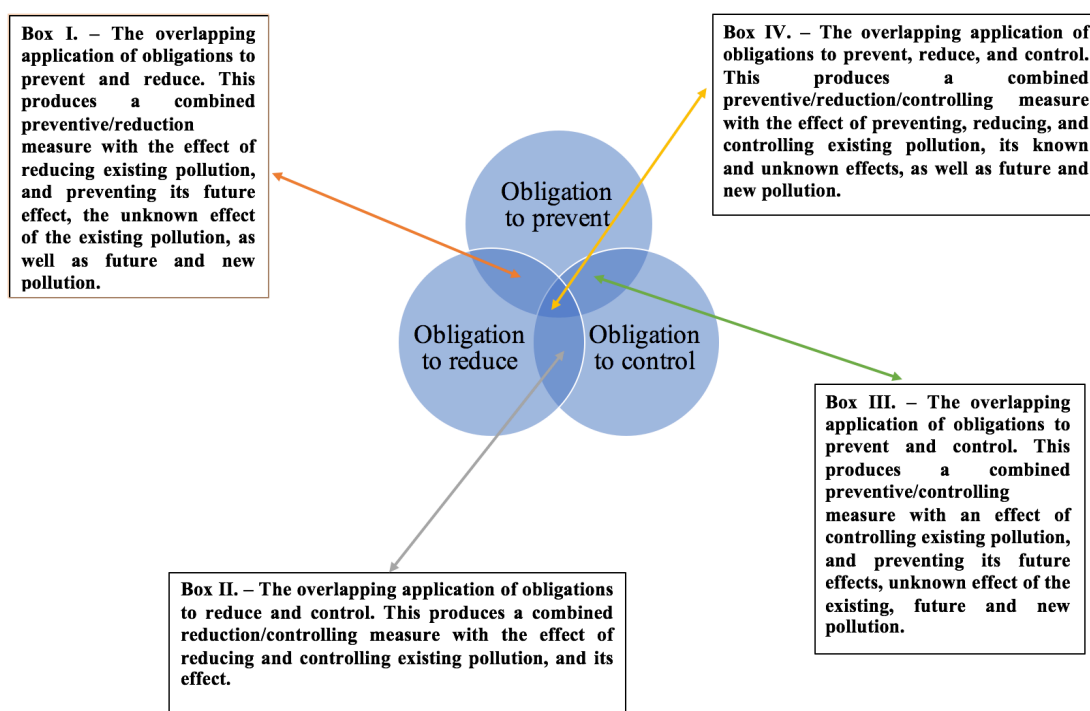 Box I. – The overlapping
application of obligations to
prevent and reduce. This
produces a combined
preventive/reduction
measure with the effect of
reducing existing pollution,
and preventing its future
effect, the unknown effect
of the existing pollution, as
well as future and new
pollution.
Box IV. – The overlapping application of
obligations to prevent, reduce, and control.
This produces a combined
preventive/reduction/controlling measure
with the effect of preventing, reducing, and
controlling existing pollution, its known
and unknown effects, as well as future and
new pollution.
Obligation
to prevent
Obligation
to reduce
Obligation
to control
Box III. – The overlapping
application of obligations to
prevent and control. This
produces a combined
preventive/controlling
measure with an effect of
controlling existing pollution,
and preventing its future
effects, unknown effect of the
existing, future and new
pollution.
Box II. – The overlapping application of obligations
to reduce and control. This produces a combined
reduction/controlling measure with the effect of
reducing and controlling existing pollution, and its
effect.